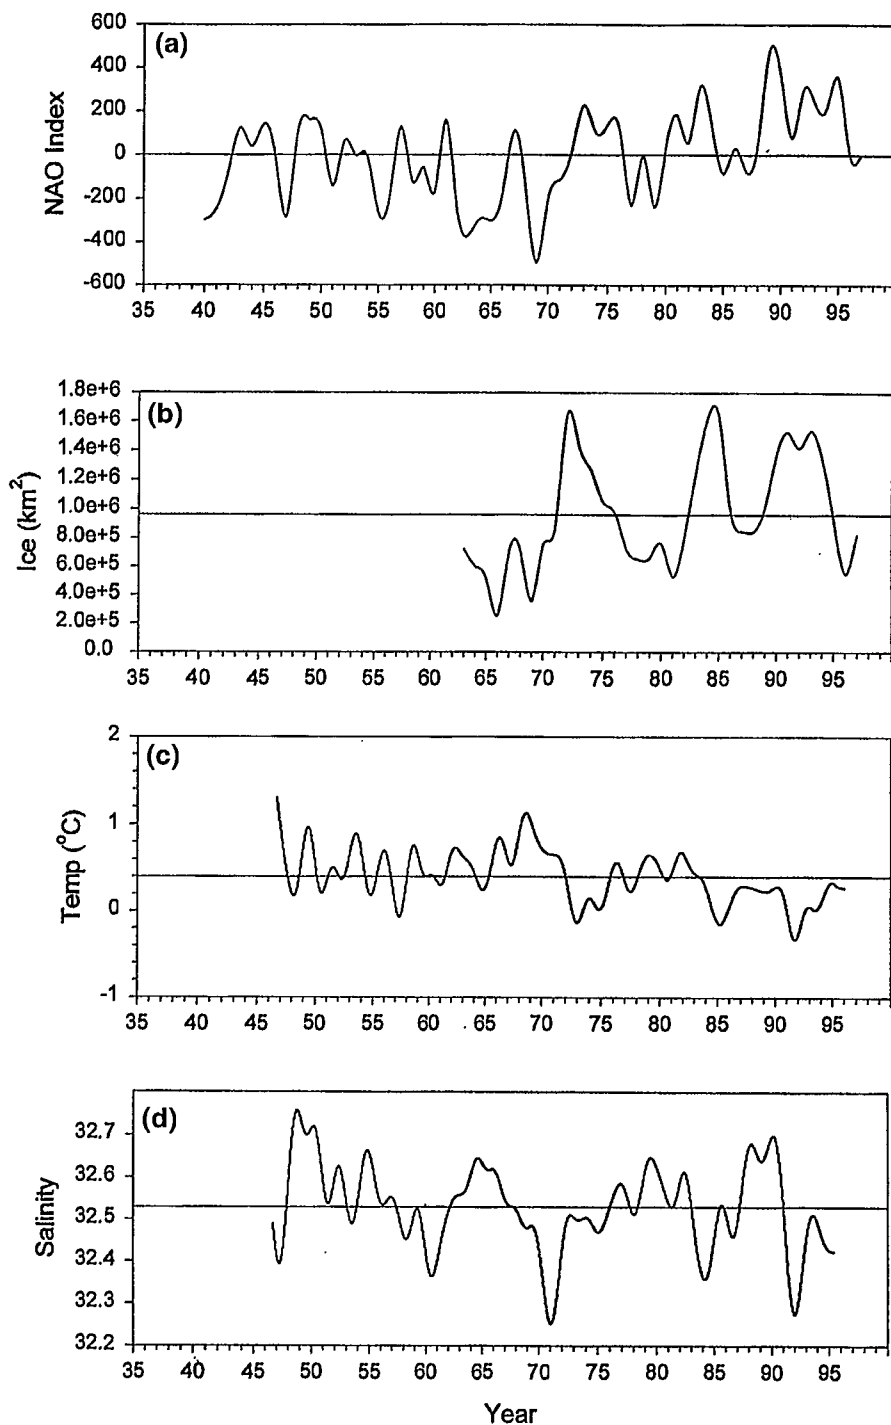 (a)
NAO Index
600
400
200
0
-200
-400
-600
35 40 45 50 55 60 65 70 75 80 85 90 95
(b)
Ice (km²)
1.8e+6
1.6e+6
1.4e+6
1.2e+6
1.0e+6
8.0e+5
6.0e+5
4.0e+5
2.0e+5
0.0
35 40 45 50 55 60 65 70 75 80 85 90 95
(c)
Temp (°C)
2
1
0
-1
35 40 45 50 55 60 65 70 75 80 85 90 95
(d)
Salinity
32.7
32.6
32.5
32.4
32.3
32.2
35 40 45 50 55 60 65 70 75 80 85 90 95
Year